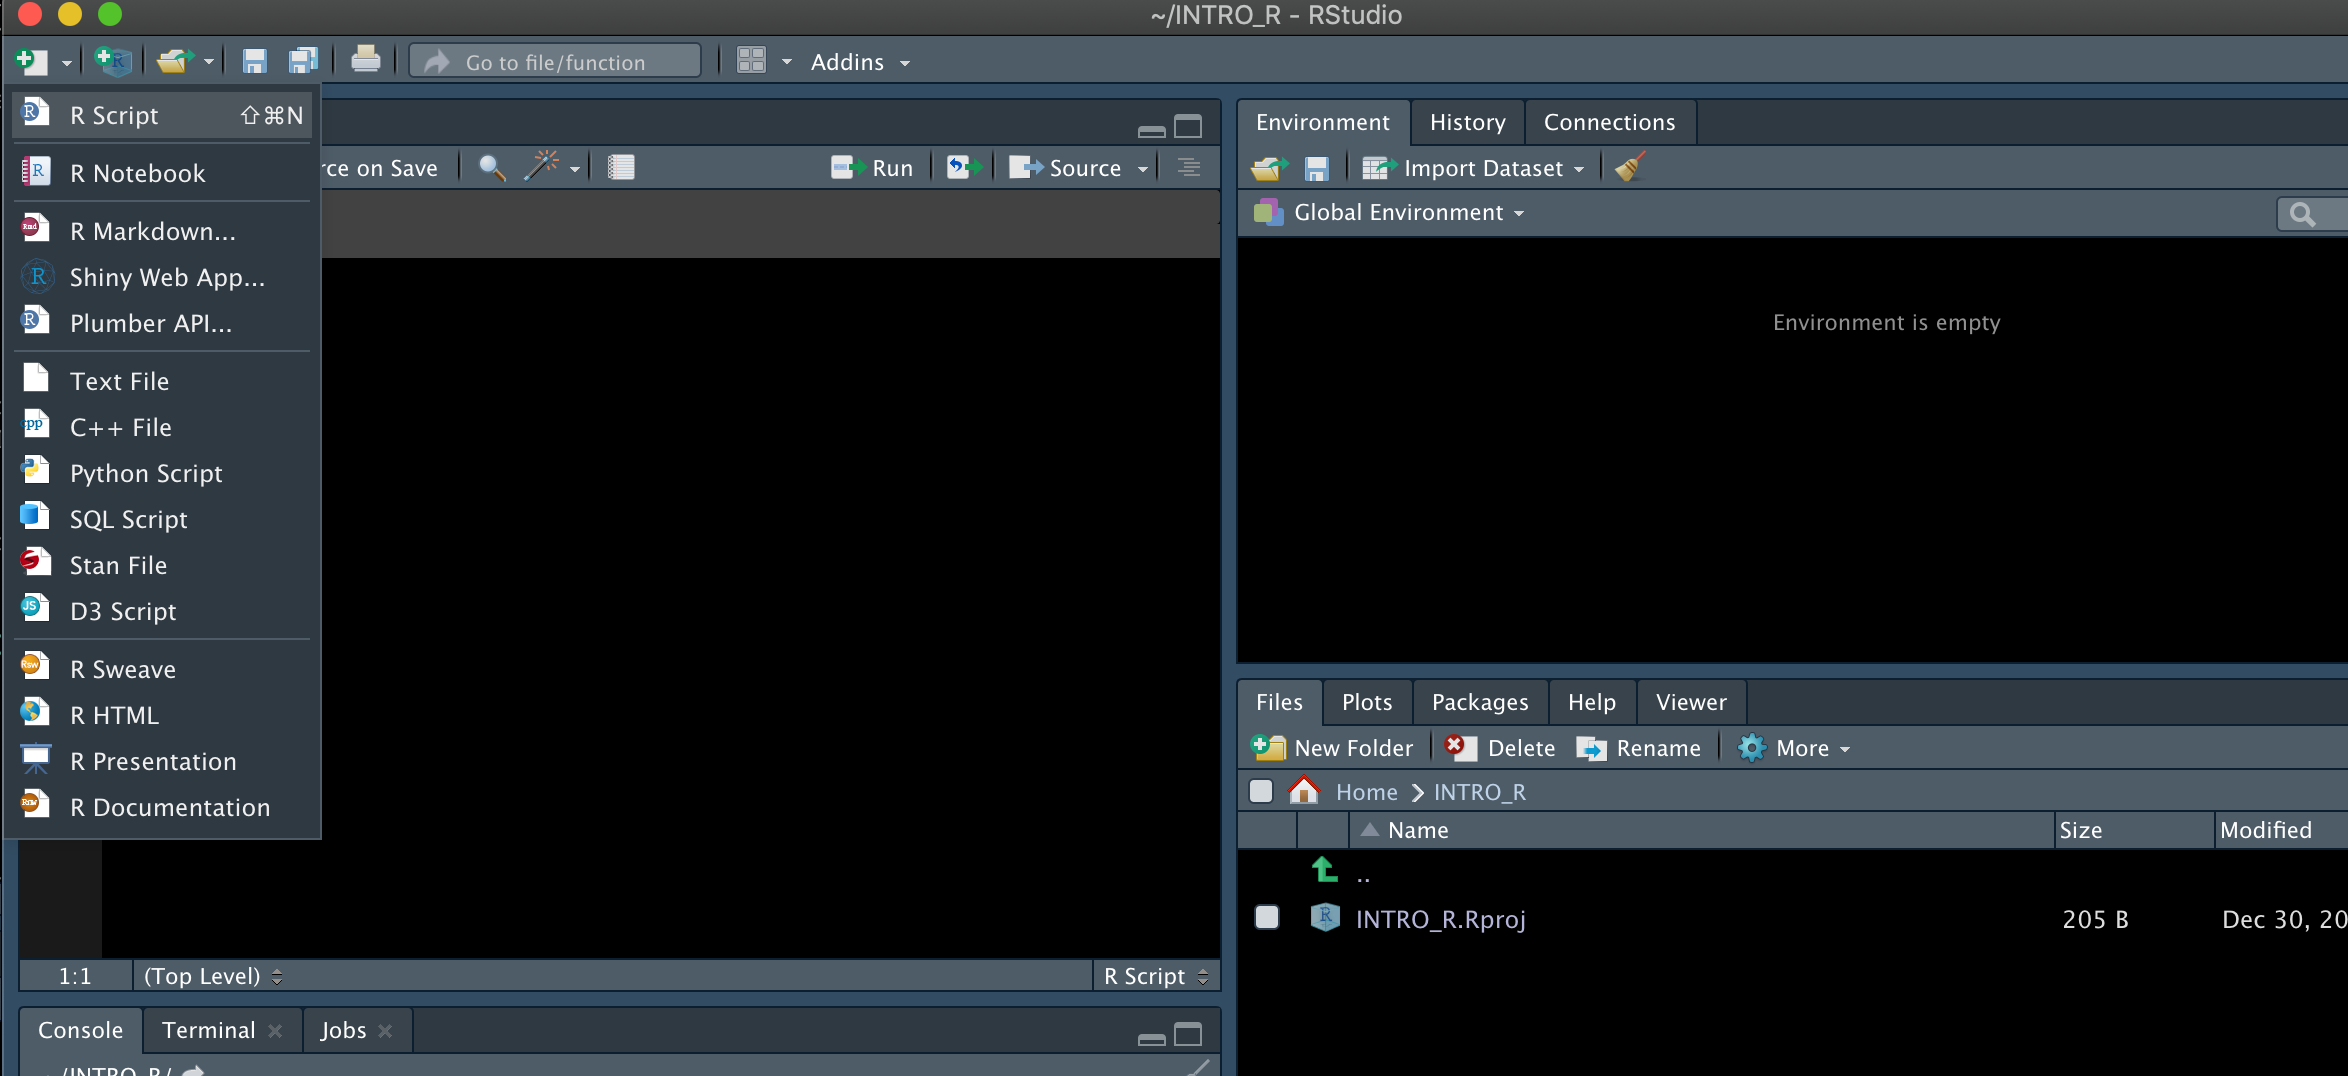 ~/INTRO_R - RStudio
Go to file/function
Addins
R Script ⇧⌘N
R Notebook
R Markdown...
Shiny Web App...
Plumber API...
Text File
C++ File
Python Script
SQL Script
Stan File
D3 Script
R Sweave
R HTML
R Presentation
R Documentation
rce on Save
Run
Source
1:1
(Top Level)
R Script
Console
Terminal
Jobs
~/INTRO_R/
Environment
History
Connections
Import Dataset
Global Environment
Environment is empty
Files
Plots
Packages
Help
Viewer
New Folder
Delete
Rename
More
Home
INTRO_R
Name
Size
Modified
..
INTRO_R.Rproj
205 B
Dec 30, 20